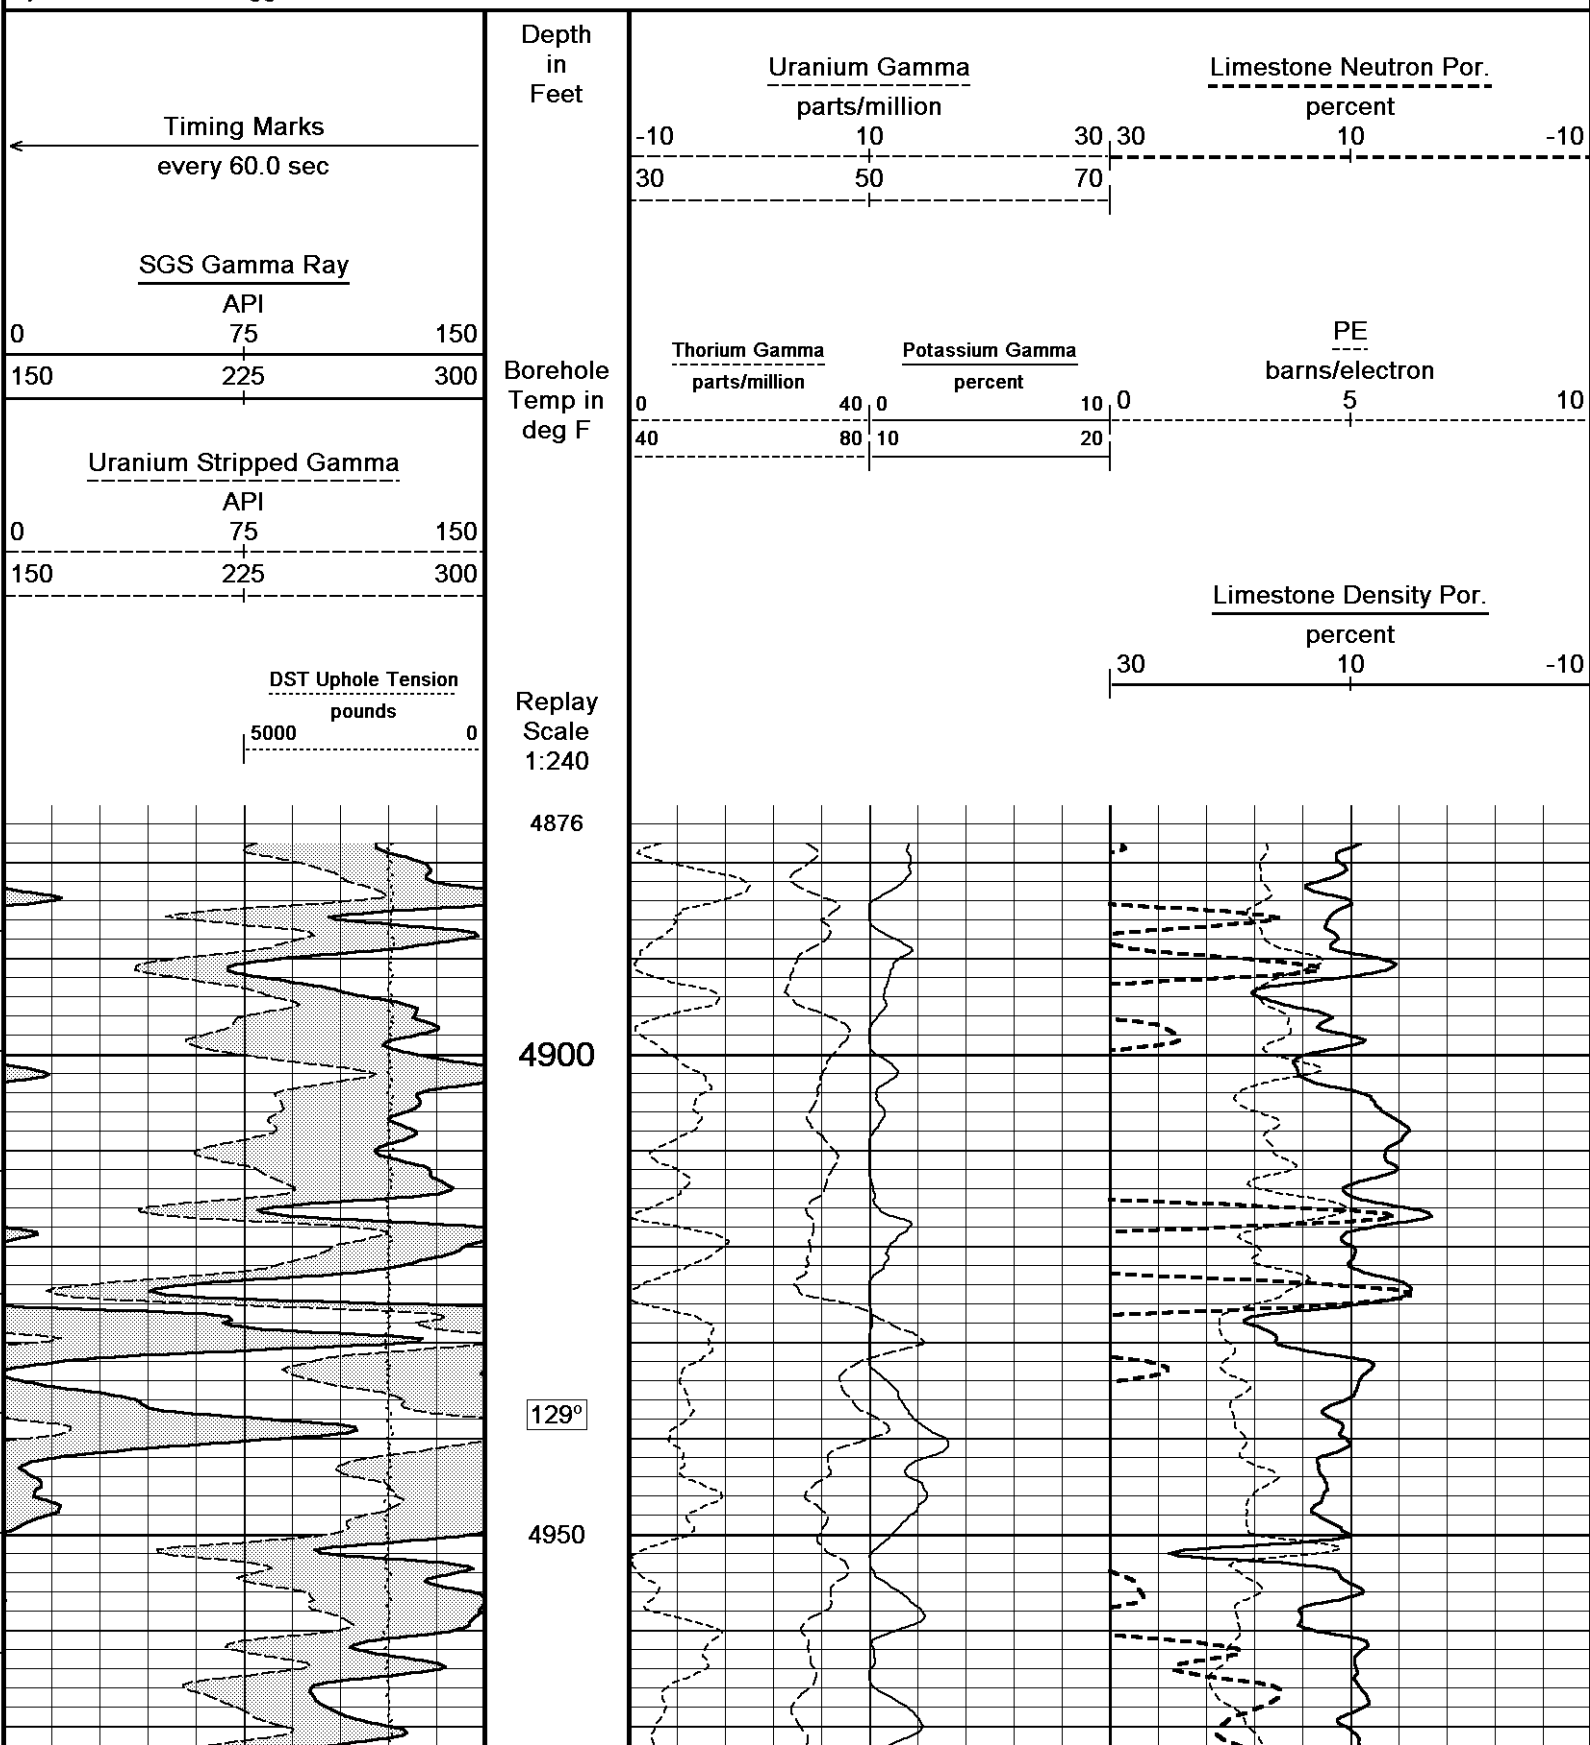 Timing Marks
every 60.0 sec
SGS Gamma Ray
API
0 75 150
150 225 300
Uranium Stripped Gamma
API
0 75 150
150 225 300
DST Uphole Tension
pounds
5000 0
Depth
in
Feet
Borehole
Temp in
deg F
Replay
Scale
1:240
Uranium Gamma
parts/million
-10 10 30
30 50 70
Thorium Gamma
parts/million
0 40
40 80
Potassium Gamma
percent
0 10
10 20
Limestone Neutron Por.
percent
30 10 -10
PE
barns/electron
0 5 10
Limestone Density Por.
percent
30 10 -10
4876
4900
129º
4950